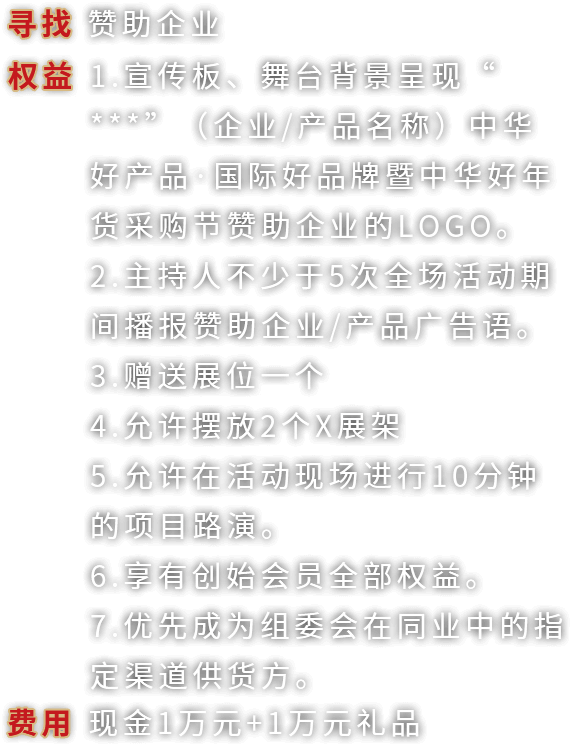 寻找 赞助企业
权益 1.宣传板、舞台背景呈现“
***”（企业/产品名称）中华
好产品·国际好品牌暨中华好年
货采购节赞助企业的LOGO。
2.主持人不少于5次全场活动期
间播报赞助企业/产品广告语。
3.赠送展位一个
4.允许摆放2个X展架
5.允许在活动现场进行10分钟
的项目路演。
6.享有创始会员全部权益。
7.优先成为组委会在同业中的指
定渠道供货方。
费用 现金1万元+1万元礼品